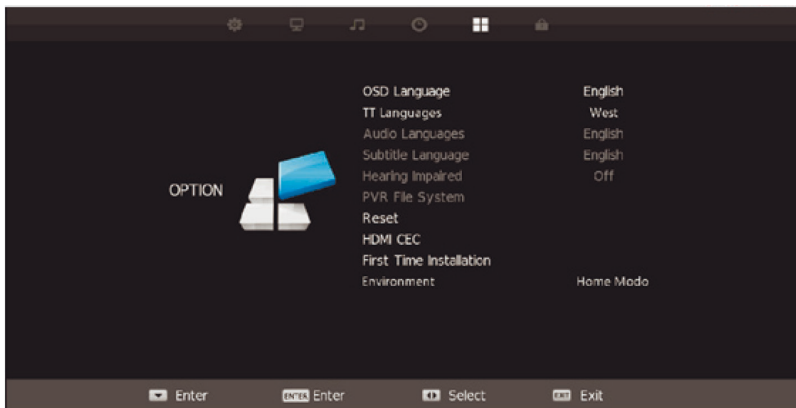 OSD Language English
TT Languages West
Audio Languages English
Subtitle Language English
Hearing Impaired Off
OPTION
PVR File System
Reset
HDMI CEC
First Time Installation
Environment Home Modo
Enter ENTER Enter Select EXIT Exit